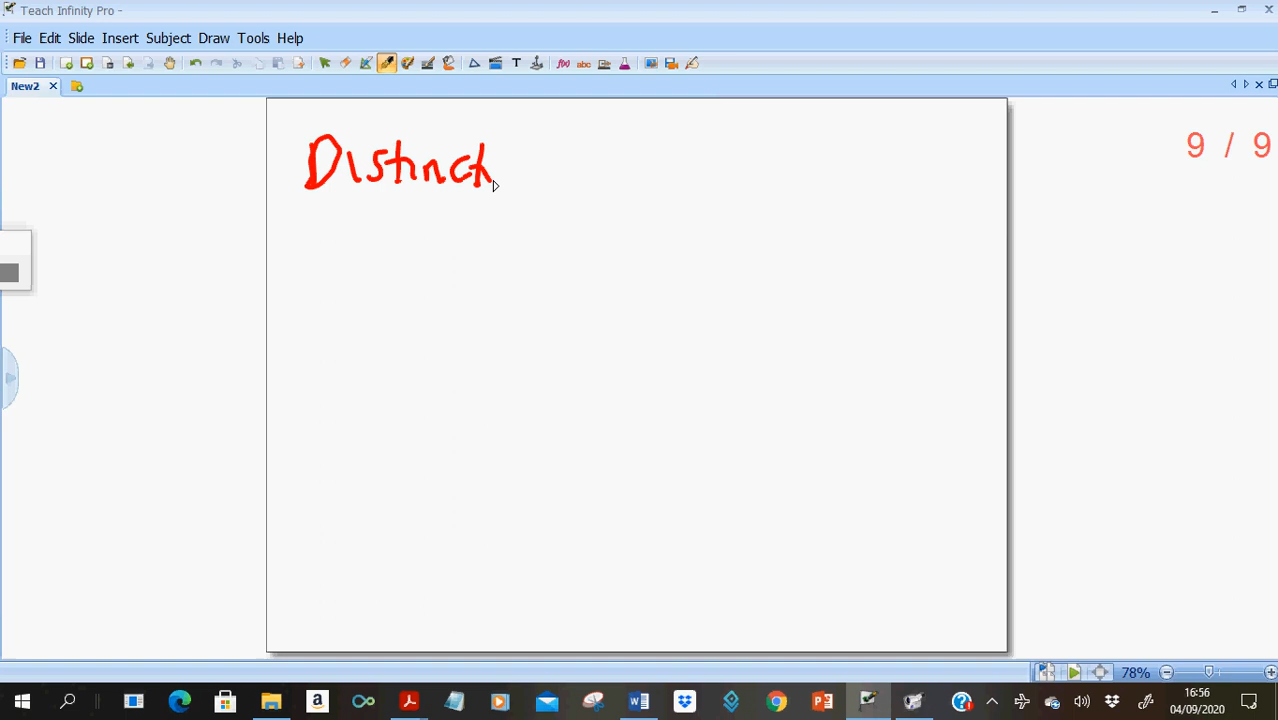 Teach Infinity Pro -
File Edit Slide Insert Subject Draw Tools Help
f(x) abc
New2
9 / 9
Distinct
78%
16:56
04/09/2020